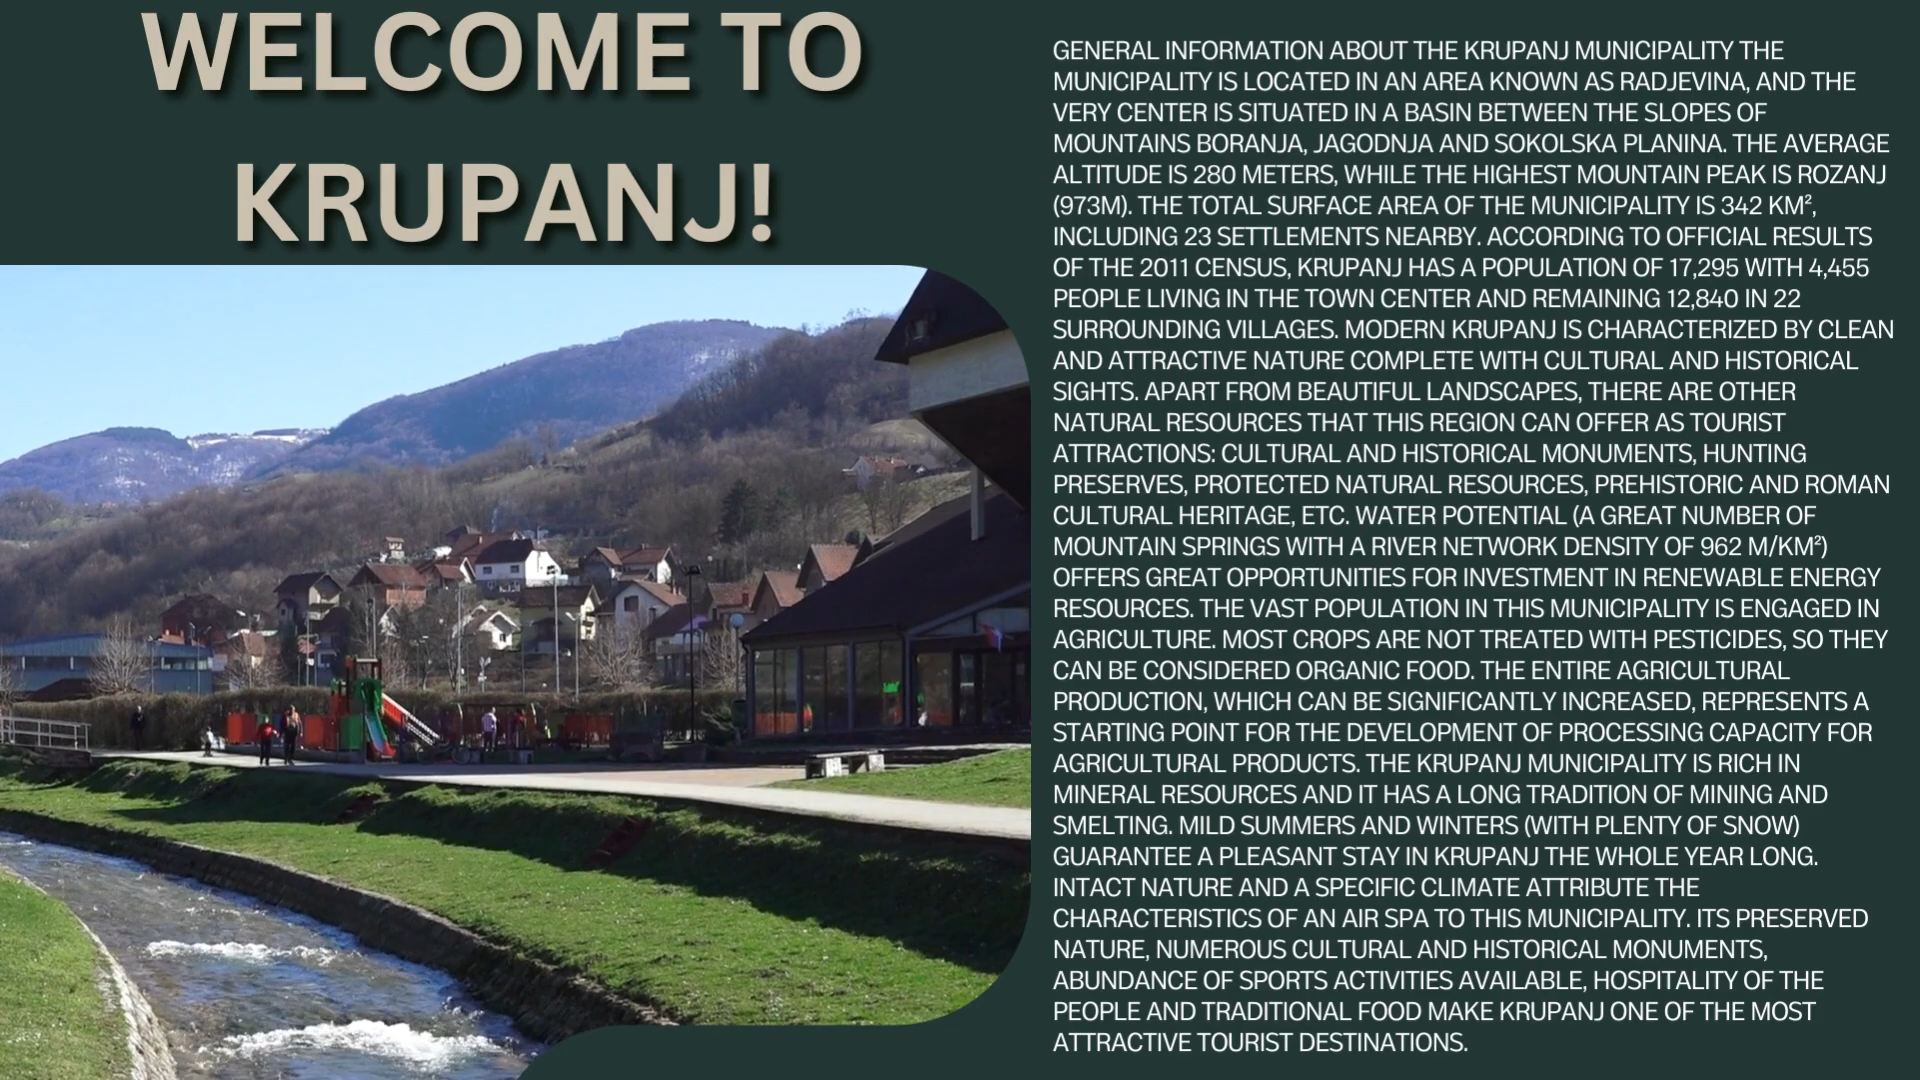 WELCOME TO
KRUPANJ!
GENERAL INFORMATION ABOUT THE KRUPANJ MUNICIPALITY THE
MUNICIPALITY IS LOCATED IN AN AREA KNOWN AS RADJEVINA, AND THE
VERY CENTER IS SITUATED IN A BASIN BETWEEN THE SLOPES OF
MOUNTAINS BORANJA, JAGODNJA AND SOKOLSKA PLANINA. THE AVERAGE
ALTITUDE IS 280 METERS, WHILE THE HIGHEST MOUNTAIN PEAK IS ROZANJ
(973M). THE TOTAL SURFACE AREA OF THE MUNICIPALITY IS 342 KM²,
INCLUDING 23 SETTLEMENTS NEARBY. ACCORDING TO OFFICIAL RESULTS
OF THE 2011 CENSUS, KRUPANJ HAS A POPULATION OF 17,295 WITH 4,455
PEOPLE LIVING IN THE TOWN CENTER AND REMAINING 12,840 IN 22
SURROUNDING VILLAGES. MODERN KRUPANJ IS CHARACTERIZED BY CLEAN
AND ATTRACTIVE NATURE COMPLETE WITH CULTURAL AND HISTORICAL
SIGHTS. APART FROM BEAUTIFUL LANDSCAPES, THERE ARE OTHER
NATURAL RESOURCES THAT THIS REGION CAN OFFER AS TOURIST
ATTRACTIONS: CULTURAL AND HISTORICAL MONUMENTS, HUNTING
PRESERVES, PROTECTED NATURAL RESOURCES, PREHISTORIC AND ROMAN
CULTURAL HERITAGE, ETC. WATER POTENTIAL (A GREAT NUMBER OF
MOUNTAIN SPRINGS WITH A RIVER NETWORK DENSITY OF 962 M/KM²)
OFFERS GREAT OPPORTUNITIES FOR INVESTMENT IN RENEWABLE ENERGY
RESOURCES. THE VAST POPULATION IN THIS MUNICIPALITY IS ENGAGED IN
AGRICULTURE. MOST CROPS ARE NOT TREATED WITH PESTICIDES, SO THEY
CAN BE CONSIDERED ORGANIC FOOD. THE ENTIRE AGRICULTURAL
PRODUCTION, WHICH CAN BE SIGNIFICANTLY INCREASED, REPRESENTS A
STARTING POINT FOR THE DEVELOPMENT OF PROCESSING CAPACITY FOR
AGRICULTURAL PRODUCTS. THE KRUPANJ MUNICIPALITY IS RICH IN
MINERAL RESOURCES AND IT HAS A LONG TRADITION OF MINING AND
SMELTING. MILD SUMMERS AND WINTERS (WITH PLENTY OF SNOW)
GUARANTEE A PLEASANT STAY IN KRUPANJ THE WHOLE YEAR LONG.
INTACT NATURE AND A SPECIFIC CLIMATE ATTRIBUTE THE
CHARACTERISTICS OF AN AIR SPA TO THIS MUNICIPALITY. ITS PRESERVED
NATURE, NUMEROUS CULTURAL AND HISTORICAL MONUMENTS,
ABUNDANCE OF SPORTS ACTIVITIES AVAILABLE, HOSPITALITY OF THE
PEOPLE AND TRADITIONAL FOOD MAKE KRUPANJ ONE OF THE MOST
ATTRACTIVE TOURIST DESTINATIONS.